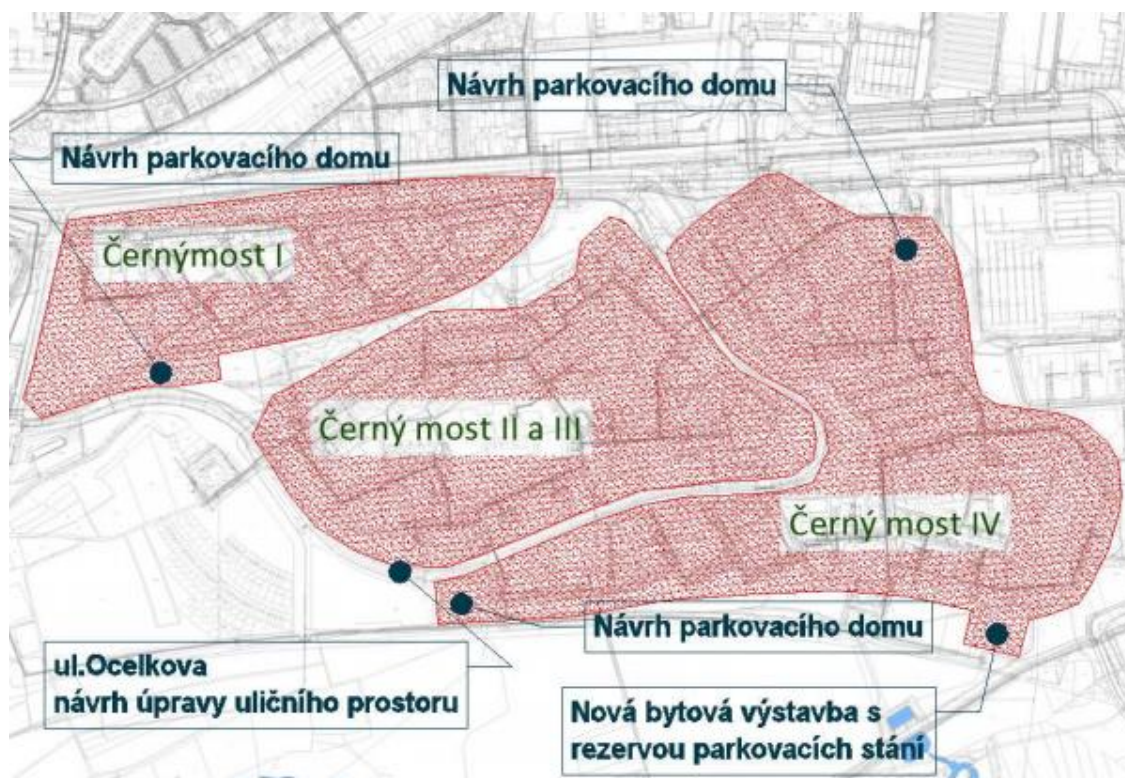 Návrh parkovacího domu
Návrh parkovacího domu
Černýmost I
Černý most II a III
Černý most IV
Návrh parkovacího domu
ul.Ocelkova
návrh úpravy uličního prostoru
Nová bytová výstavba s
rezervou parkovacích stání